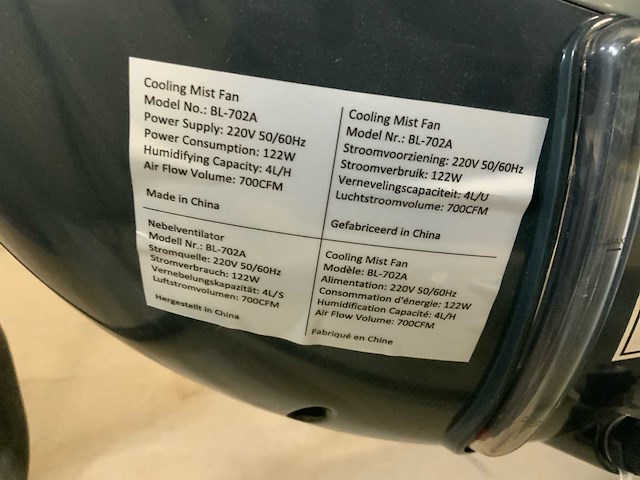 Cooling Mist Fan
Model No.: BL-702A
Power Supply: 220V 50/60Hz
Power Consumption: 122W
Humidifying Capacity: 4L/H
Air Flow Volume: 700CFM
Made in China
Cooling Mist Fan
Model Nr.: BL-702A
Stroomvoorziening: 220V 50/60Hz
Stroomverbruik: 122W
Vernevelingscapaciteit: 4L/U
Luchtstroomvolume: 700CFM
Gefabriceerd in China
Nebelventilator
Modell Nr.: BL-702A
Stromquelle: 220V 50/60Hz
Stromverbrauch: 122W
Vernebelungskapazität: 4L/S
Luftstromvolumen: 700CFM
Hergestellt in China
Cooling Mist Fan
Modèle: BL-702A
Alimentation: 220V 50/60Hz
Consommation d'énergie: 122W
Humidification Capacité: 4L/H
Air Flow Volume: 700CFM
Fabriqué en Chine